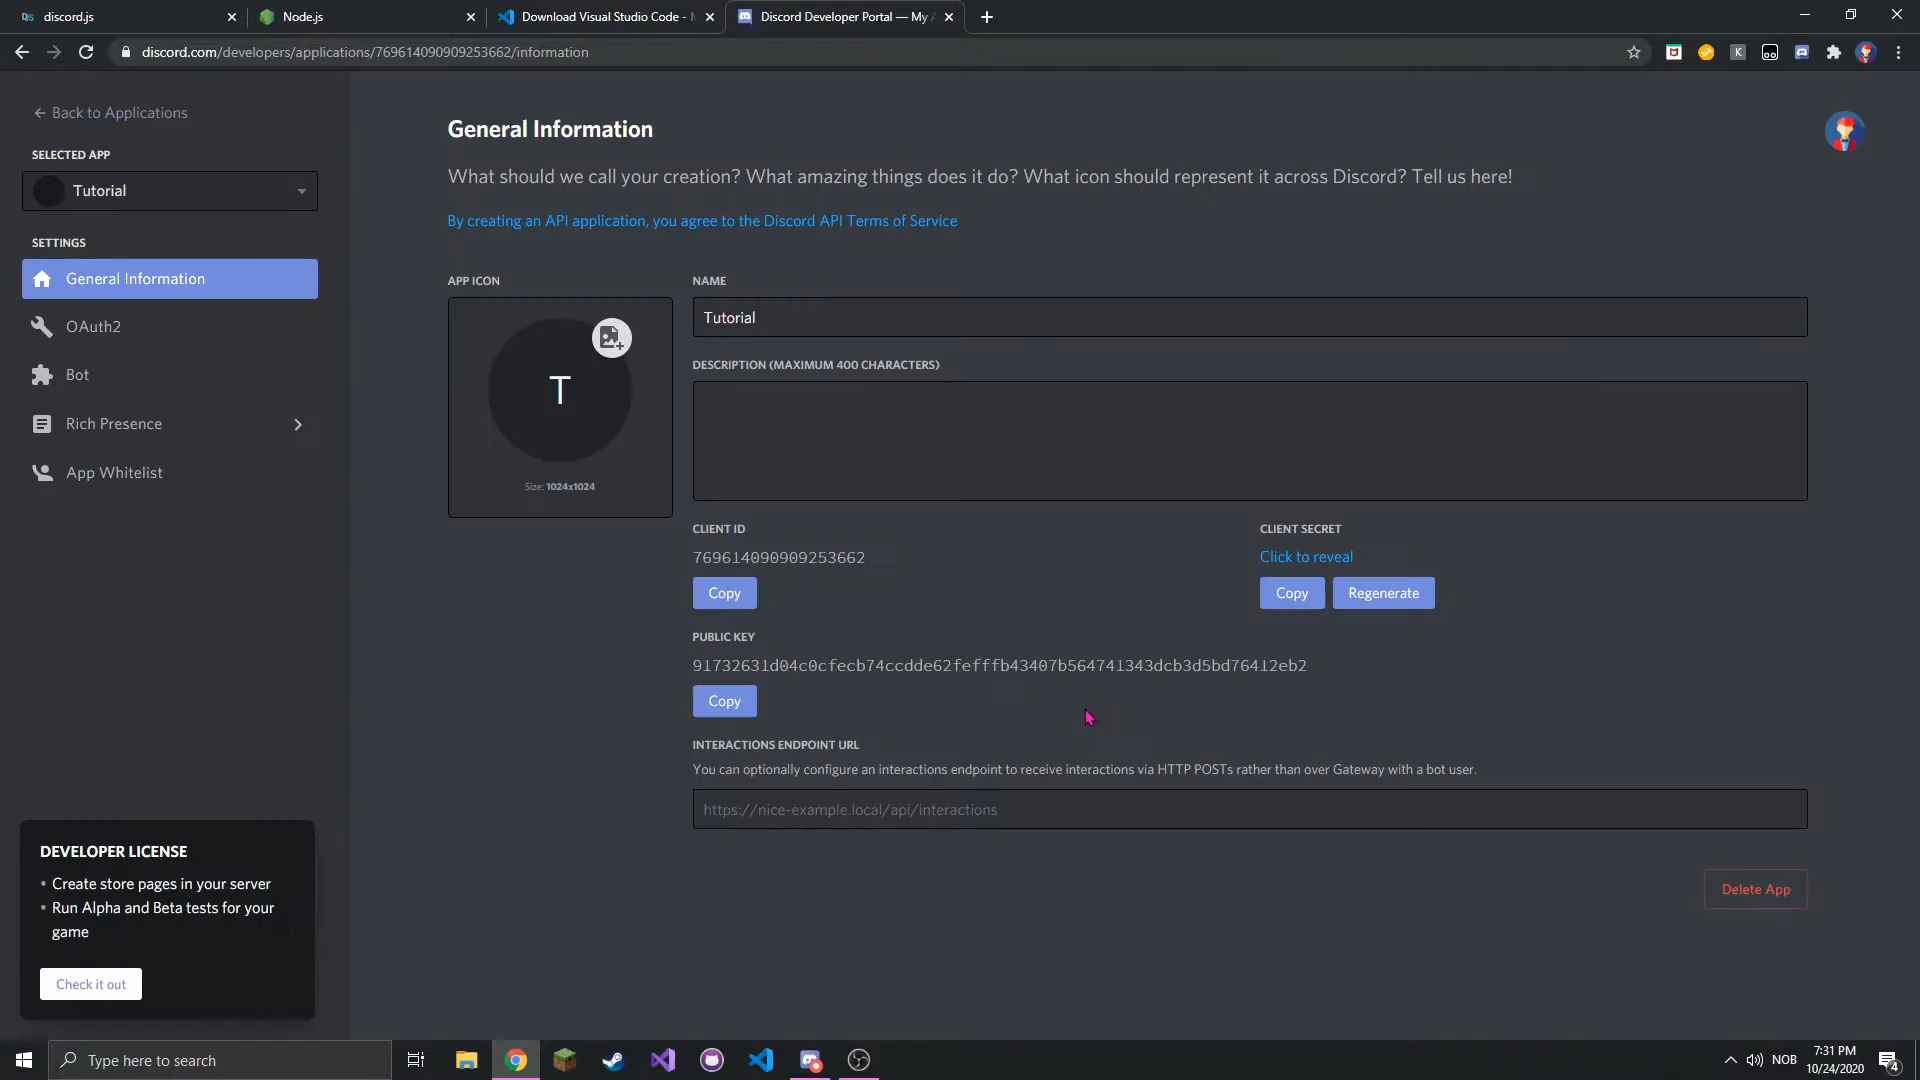 discord.js
Node.js
Download Visual Studio Code -
Discord Developer Portal — My
discord.com/developers/applications/769614090909253662/information
Back to Applications
SELECTED APP
Tutorial
SETTINGS
General Information
OAuth2
Bot
Rich Presence
App Whitelist
DEVELOPER LICENSE
• Create store pages in your server
• Run Alpha and Beta tests for your
game
Check it out
General Information
What should we call your creation? What amazing things does it do? What icon should represent it across Discord? Tell us here!
By creating an API application, you agree to the Discord API Terms of Service
APP ICON
T
Size: 1024x1024
NAME
Tutorial
DESCRIPTION (MAXIMUM 400 CHARACTERS)
CLIENT ID
769614090909253662
Copy
CLIENT SECRET
Click to reveal
Copy Regenerate
PUBLIC KEY
91732631d04c0cfecb74ccdde62fefffb43407b564741343dcb3d5bd76412eb2
Copy
INTERACTIONS ENDPOINT URL
You can optionally configure an interactions endpoint to receive interactions via HTTP POSTs rather than over Gateway with a bot user.
https://nice-example.local/api/interactions
Delete App
Type here to search
NOB
7:31 PM
10/24/2020
4